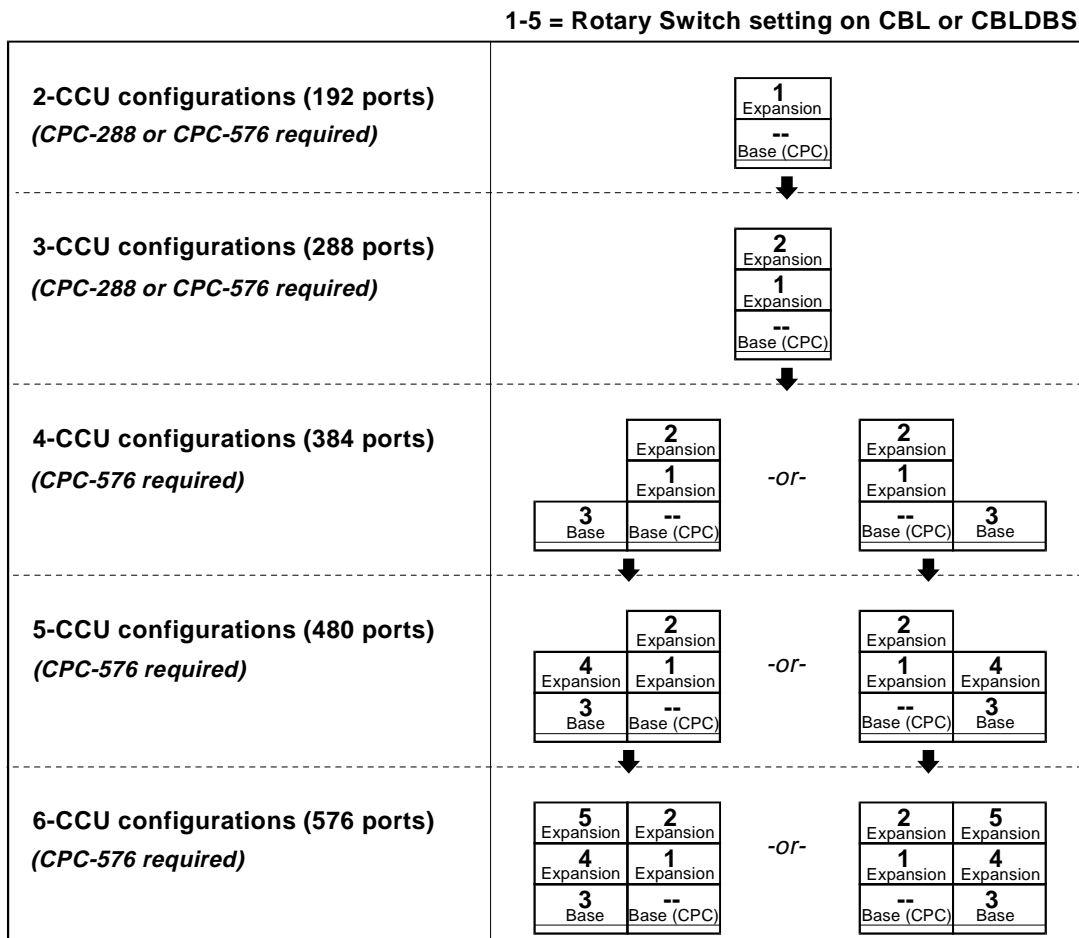 1-5 = Rotary Switch setting on CBL or CBLDBS
2-CCU configurations (192 ports)
(CPC-288 or CPC-576 required)
1
Expansion
--
Base (CPC)
3-CCU configurations (288 ports)
(CPC-288 or CPC-576 required)
2
Expansion
1
Expansion
--
Base (CPC)
4-CCU configurations (384 ports)
(CPC-576 required)
2
Expansion
1
Expansion
3 --
Base Base (CPC)
-or-
2
Expansion
1
Expansion
-- 3
Base (CPC) Base
5-CCU configurations (480 ports)
(CPC-576 required)
2
Expansion
4 1
Expansion Expansion
3 --
Base Base (CPC)
-or-
2
Expansion
1 4
Expansion Expansion
-- 3
Base (CPC) Base
6-CCU configurations (576 ports)
(CPC-576 required)
5 2
Expansion Expansion
4 1
Expansion Expansion
3 --
Base Base (CPC)
-or-
2 5
Expansion Expansion
1 4
Expansion Expansion
-- 3
Base (CPC) Base